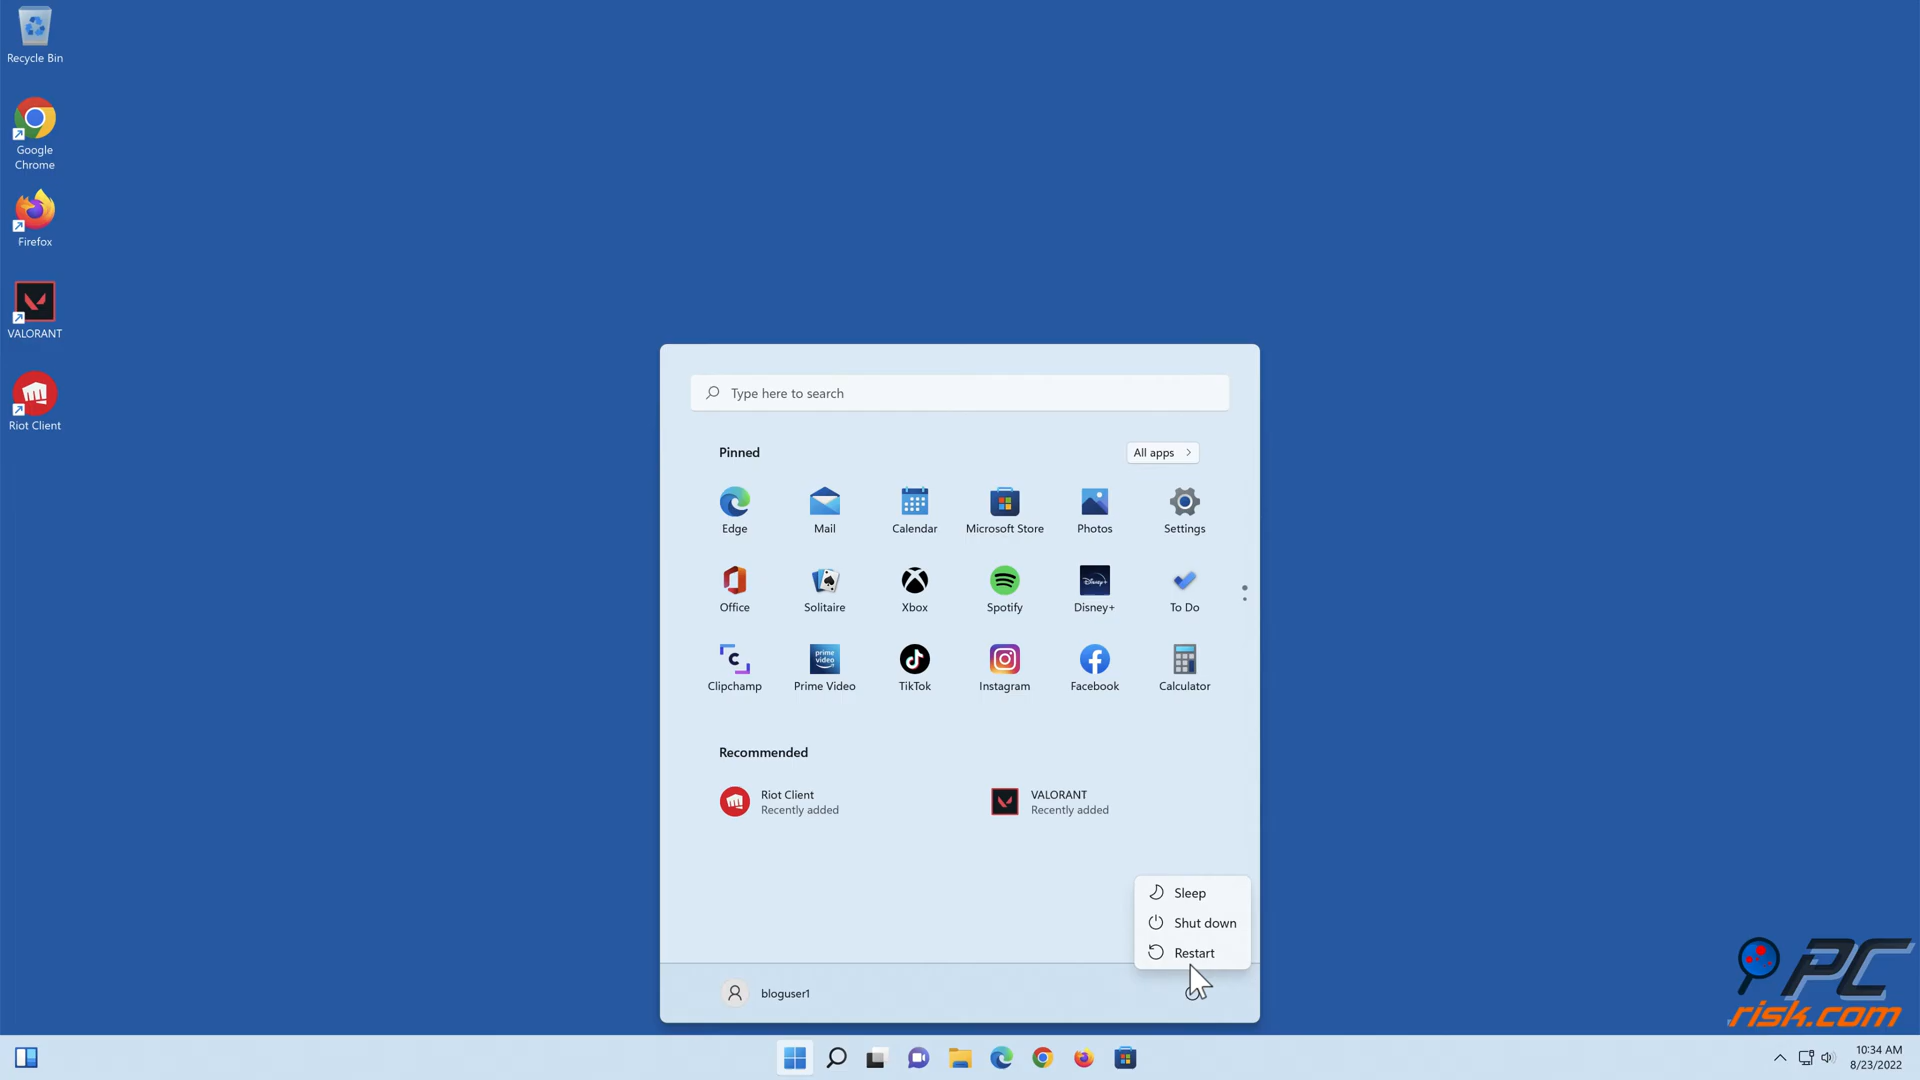 Recycle Bin
Google
Chrome
Firefox
VALORANT
Riot Client
Type here to search
Pinned
All apps
Edge
Mail
Calendar
Microsoft Store
Photos
Settings
Office
Solitaire
Xbox
Spotify
Disney+
Disney+
To Do
prime
video
Clipchamp
Prime Video
TikTok
Instagram
Facebook
Calculator
Recommended
Riot Client
Recently added
VALORANT
Recently added
Sleep
Shut down
Restart
bloguser1
PC
risk.com
10:34 AM
8/23/2022